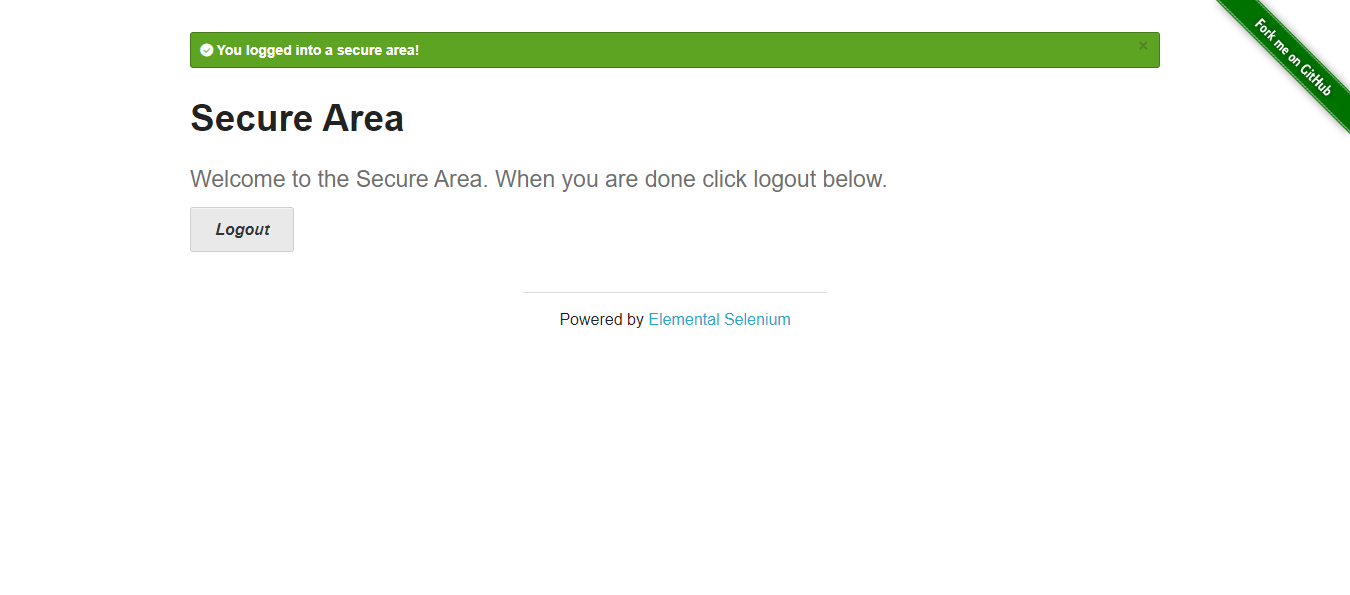 You logged into a secure area!
×
Fork me on GitHub
Secure Area
Welcome to the Secure Area. When you are done click logout below.
Logout
Powered by Elemental Selenium